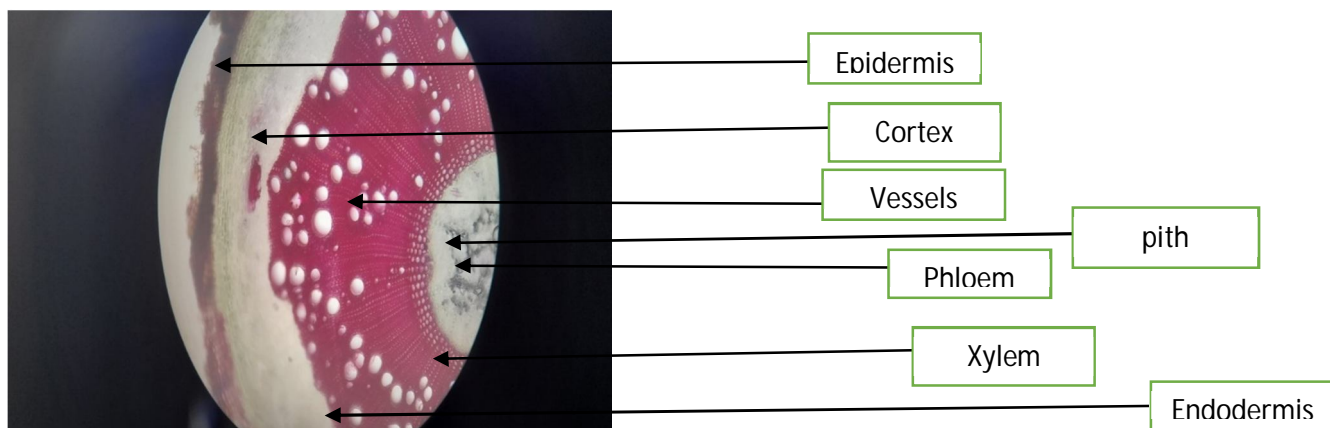 Epidermis
Cortex
Vessels
pith
Phloem
Xylem
Endodermis